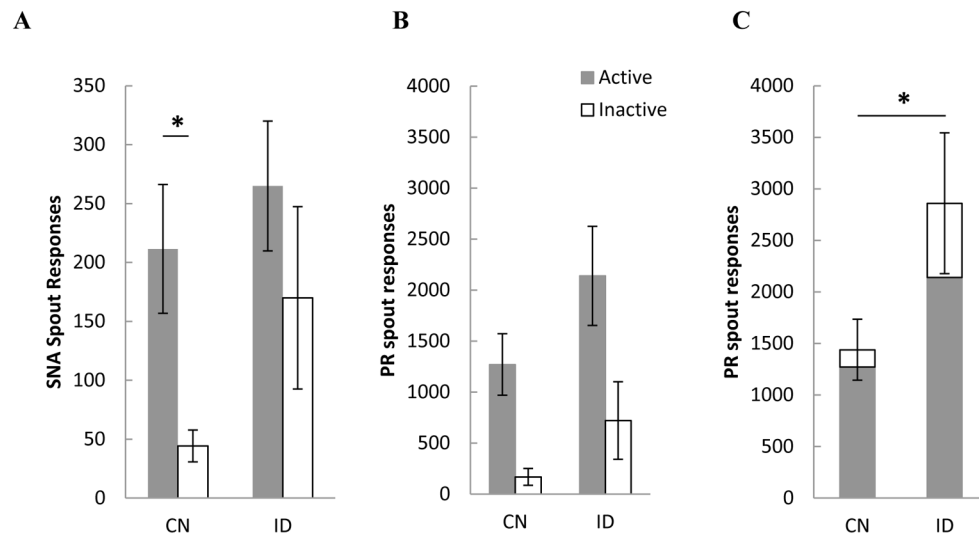 A
SNA Spout Responses
350
300
250
200
150
100
50
0
*
CN ID
B
PR spout responses
4000
3500
3000
2500
2000
1500
1000
500
0
Active
Inactive
CN ID
C
PR spout responses
4000
3500
3000
2500
2000
1500
1000
500
0
*
CN ID